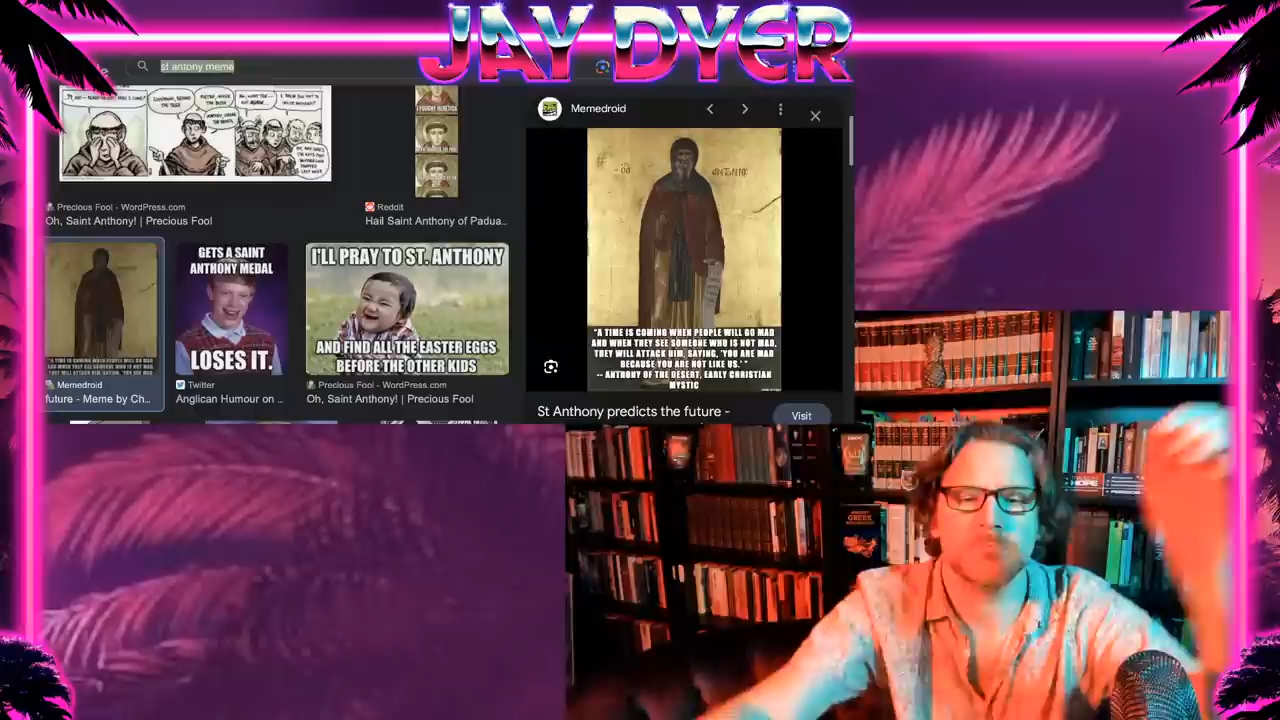 JAY DYER
st antony meme
Memedroid
Precious Fool - WordPress.com
Oh, Saint Anthony! | Precious Fool
Reddit
Hail Saint Anthony of Padua...
GETS A SAINT
ANTHONY MEDAL
LOSES IT.
I'LL PRAY TO ST. ANTHONY
AND FIND ALL THE EASTER EGGS
BEFORE THE OTHER KIDS
"A TIME IS COMING WHEN PEOPLE WILL GO MAD
AND WHEN THEY SEE SOMEONE WHO IS NOT MAD,
THEY WILL ATTACK HIM, SAYING, 'YOU ARE MAD
BECAUSE YOU ARE NOT LIKE US.'"
-- ANTHONY OF THE DESERT, EARLY CHRISTIAN
MYSTIC
Memedroid
future - Meme by Ch...
Twitter
Anglican Humour on ...
Precious Fool - WordPress.com
Oh, Saint Anthony! | Precious Fool
St Anthony predicts the future -
Visit
GREEK
HOPE